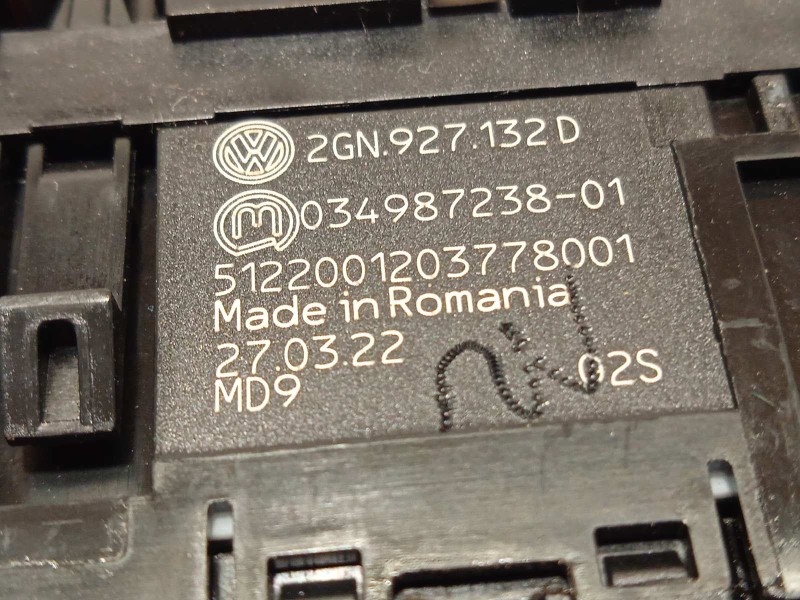 2GN.927.132 D
034987238-01
5122001203778001
Made in Romania
27.03.22
MD9
02S